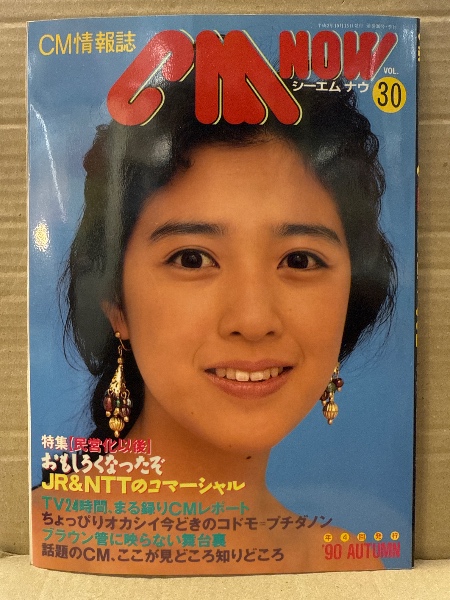 CM情報誌
CM NOW
シーエム ナウ
VOL.
30
特集【民営化以後】
おもしろくなったぞ
JR&NTTのコマーシャル
TV24時間、まる録りCMレポート
ちょっぴりオカシイ今どきのコドモ=プチダノン
ブラウン管に映らない舞台裏
話題のCM、ここが見どころ知りどころ
年4回発行
'90 AUTUMN